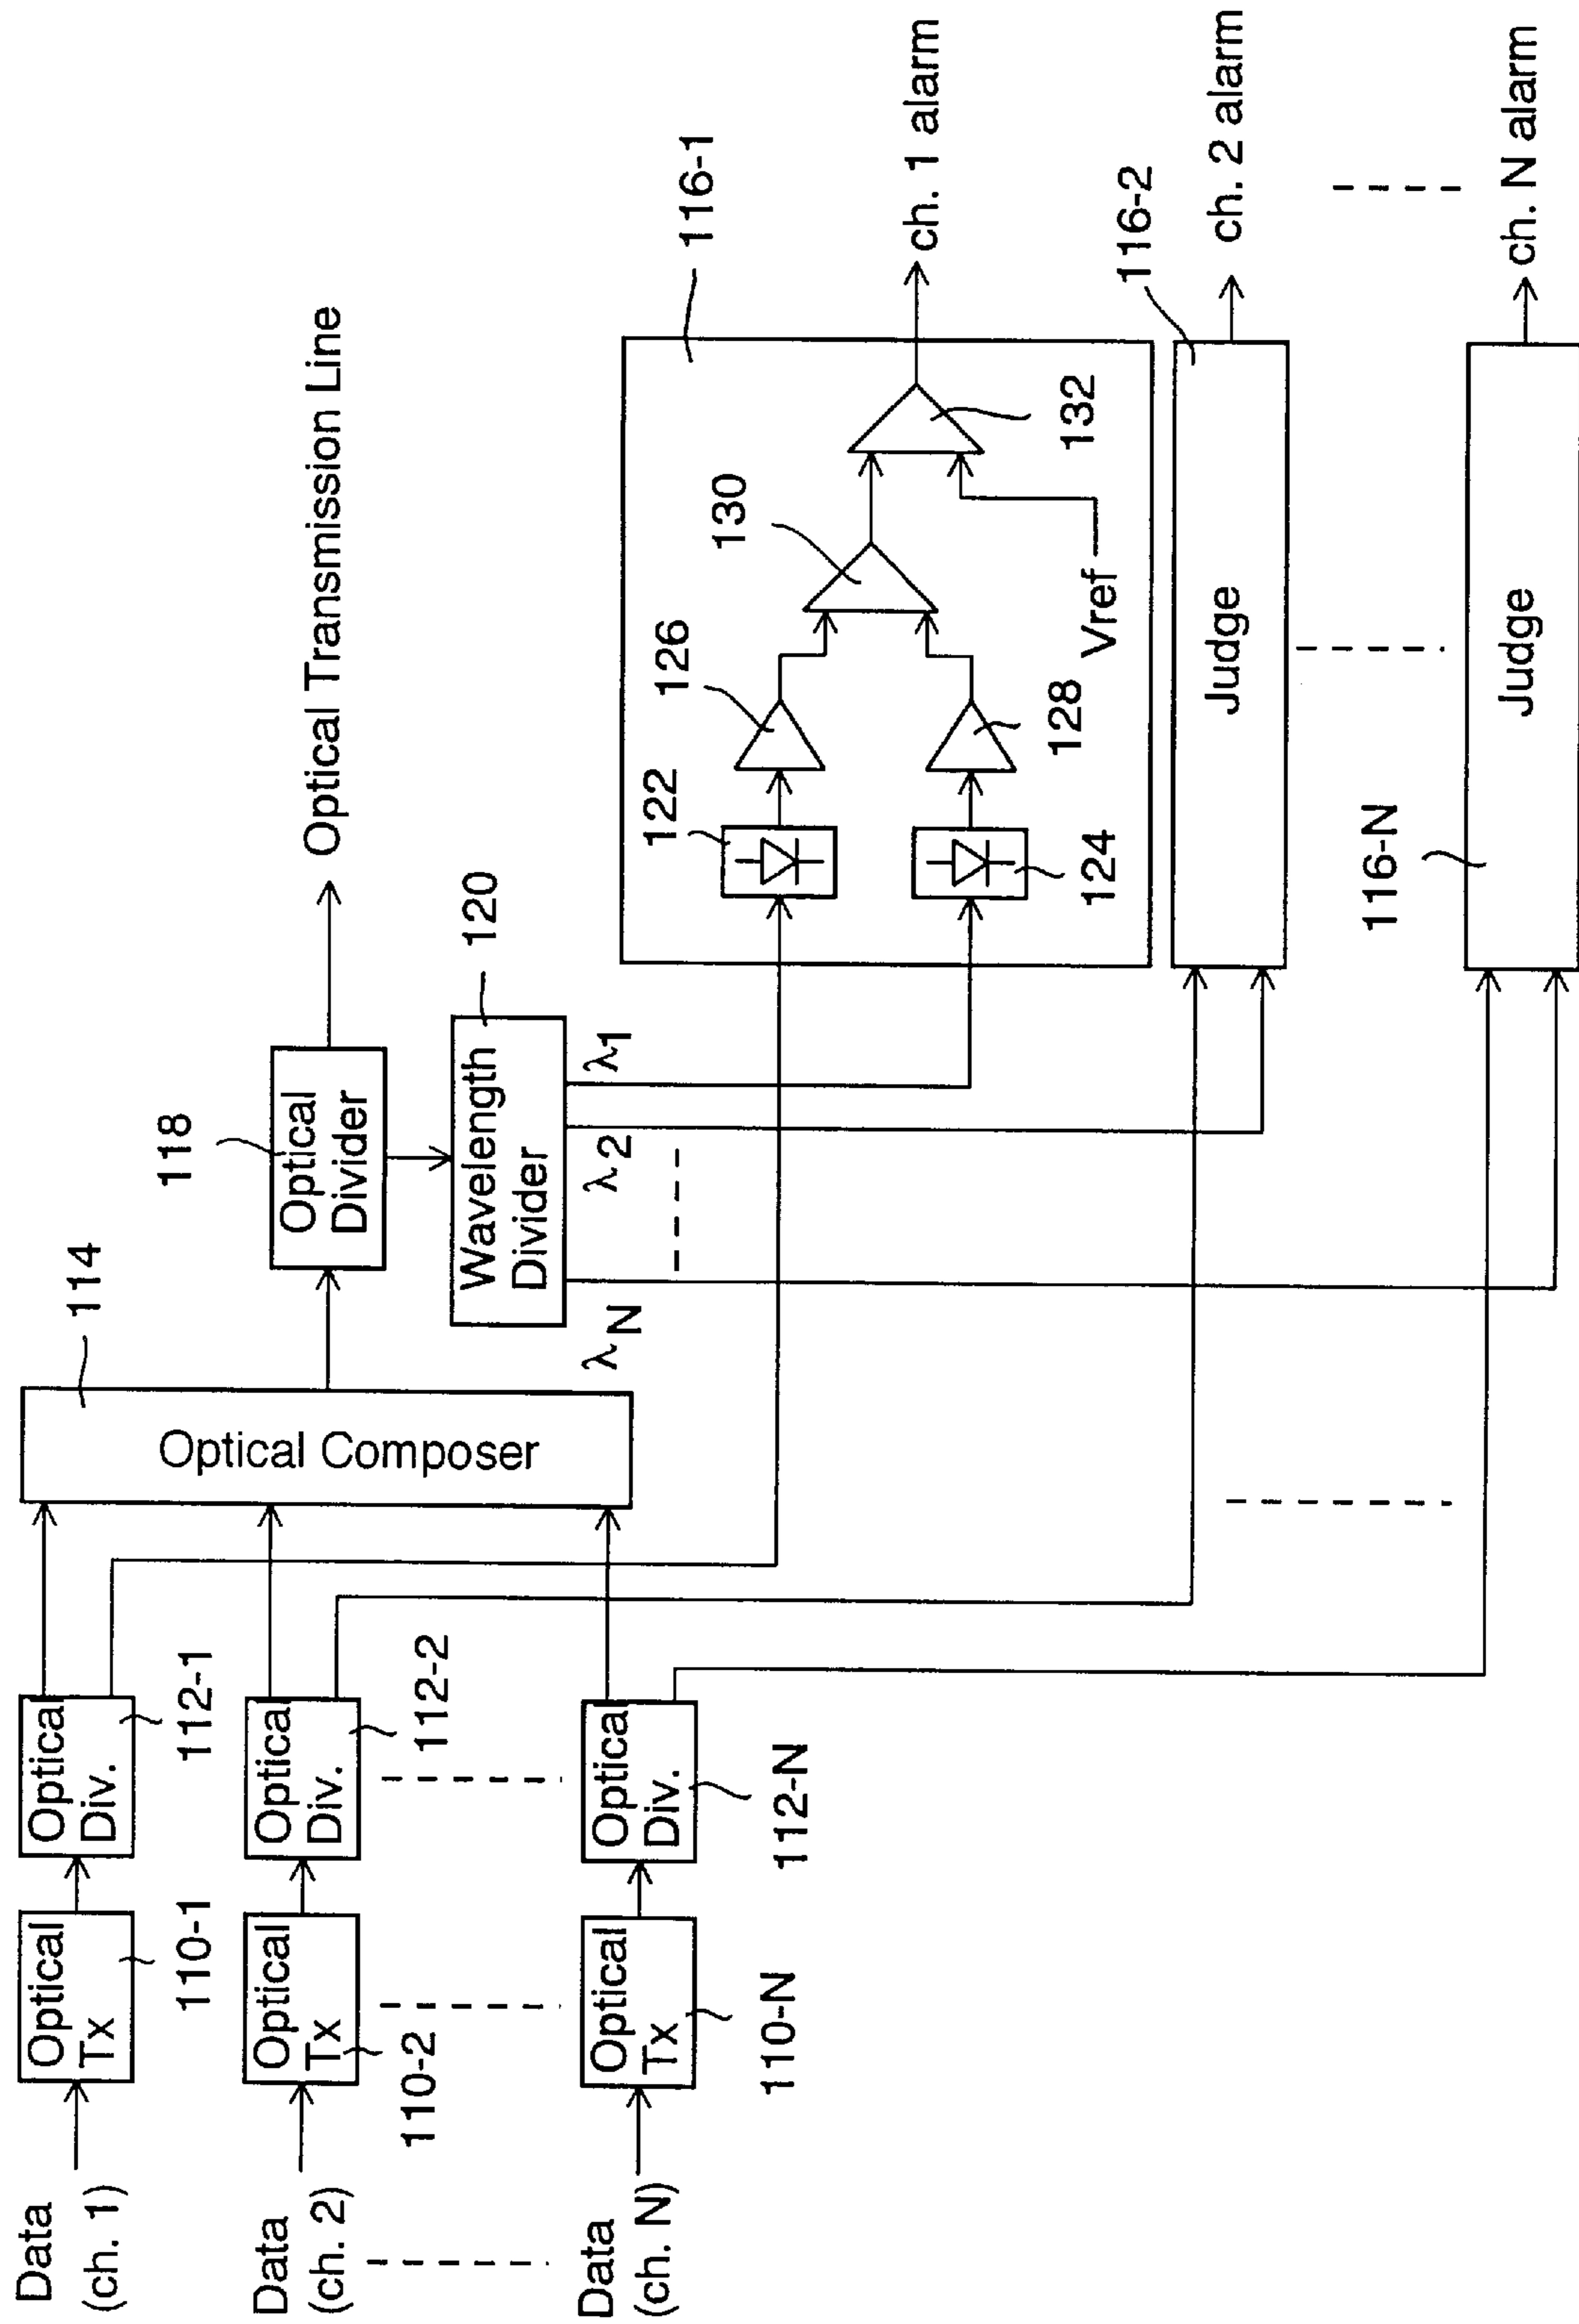 Data
(ch. 1)
Optical
Tx
110-1
Optical
Div.
112-1
Data
(ch. 2)
Optical
Tx
110-2
Optical
Div.
112-2
Data
(ch. N)
Optical
Tx
110-N
Optical
Div.
112-N
Optical Composer
114
118
Optical
Divider
Optical Transmission Line
Wavelength
Divider
120
λ1
λ2
λN
116-1
122
124
126
128
130
132
Vref
ch. 1 alarm
116-2
Judge
ch. 2 alarm
116-N
Judge
ch. N alarm